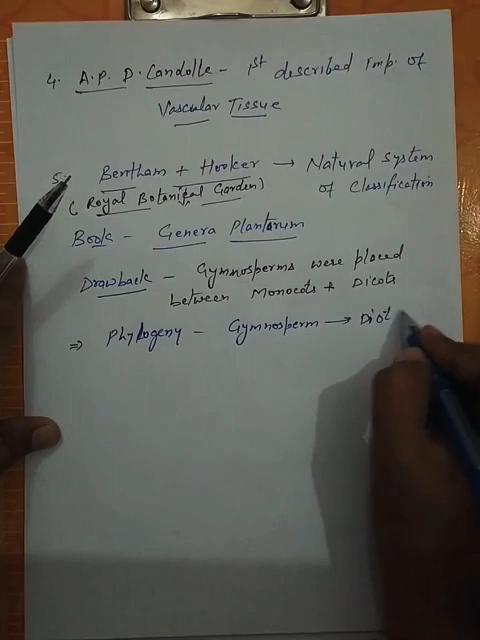 4. A.P.D. Candolle - 1st described Imp. of
Vascular Tissue
5. Bentham + Hooker → Natural System
(Royal Botanical Garden) of Classification
Book - Genera Plantarum
Drawback - Gymnosperms were placed
between Monocots + Dicots
⇒ Phylogeny - Gymnosperm → Diot